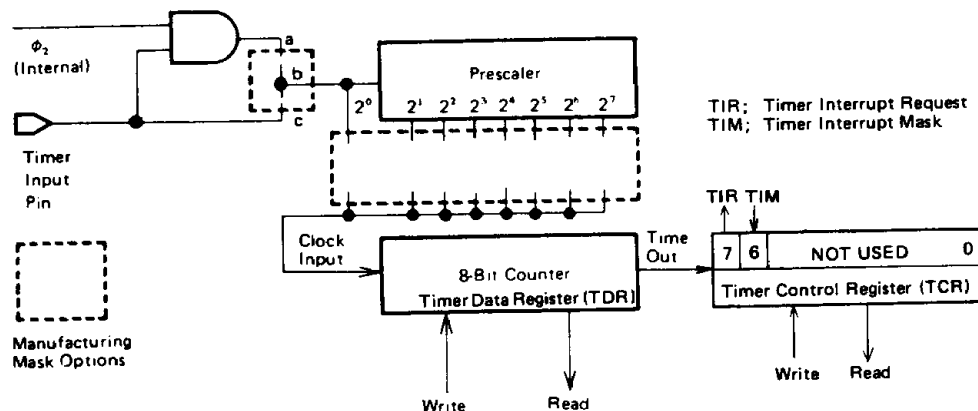 φ₂
(Internal)
a
b
c
Timer
Input
Pin
Prescaler
2⁰ 2¹ 2² 2³ 2⁴ 2⁵ 2⁶ 2⁷
TIR; Timer Interrupt Request
TIM; Timer Interrupt Mask
Manufacturing
Mask Options
Clock
Input
8-Bit Counter
Timer Data Register (TDR)
Write
Read
Time
Out
TIR TIM
7 6 NOT USED 0
Timer Control Register (TCR)
Write Read